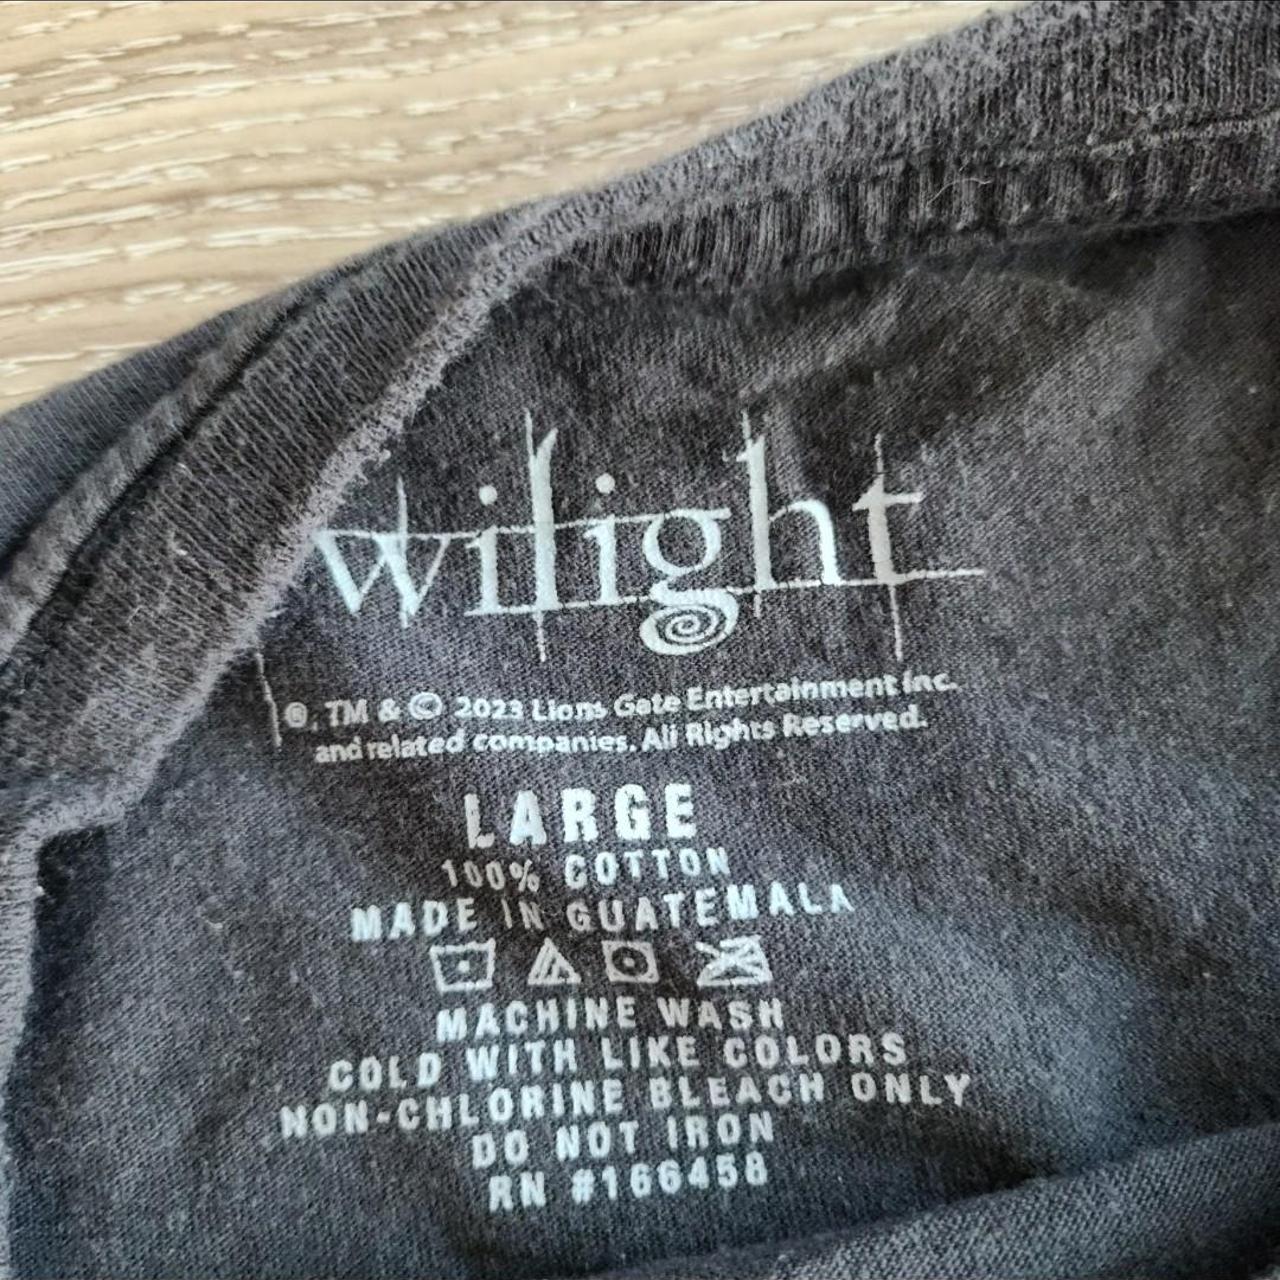 twilight
®, TM & © 2023 Lions Gate Entertainment Inc.
and related companies. All Rights Reserved.
LARGE
100% COTTON
MADE IN GUATEMALA
MACHINE WASH
COLD WITH LIKE COLORS
NON-CHLORINE BLEACH ONLY
DO NOT IRON
RN #166458